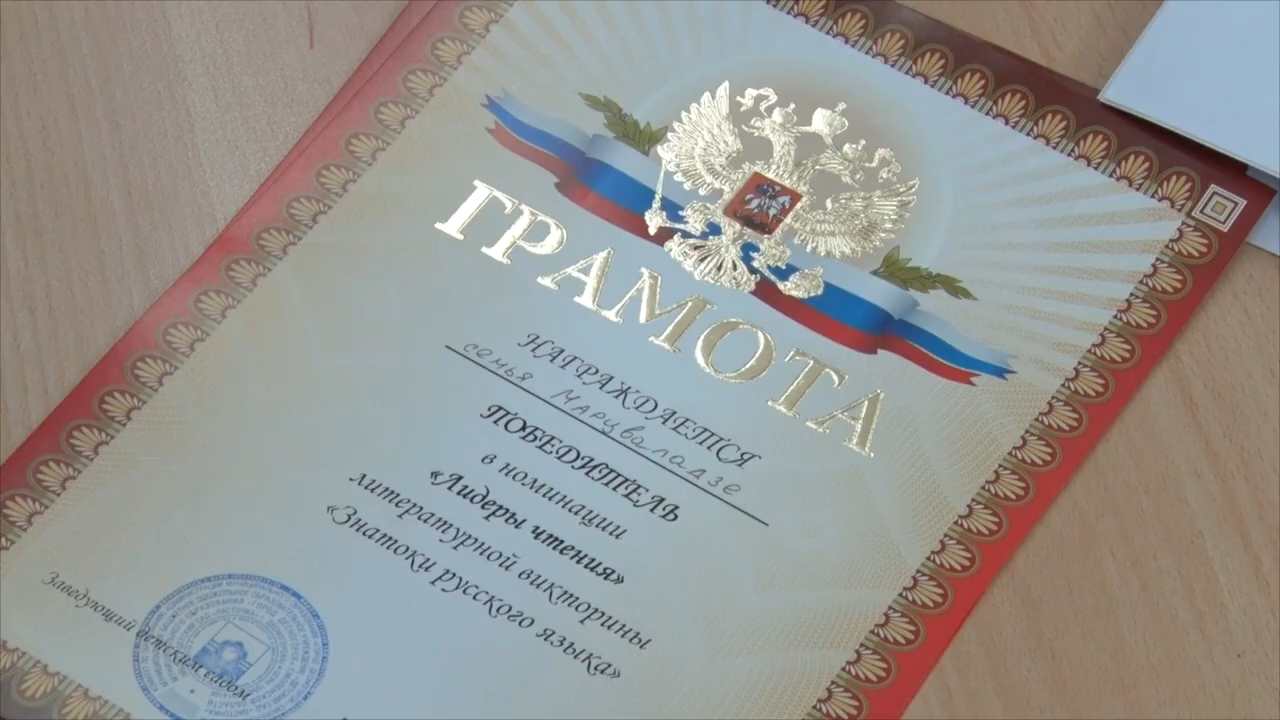 ГРАМОТА
НАГРАЖДАЕТСЯ
семья Марцваладзе
ПОБЕДИТЕЛЬ
в номинации
«Лидеры чтения»
литературной викторины
«Знатоки русского языка»
Заведующий детским садом